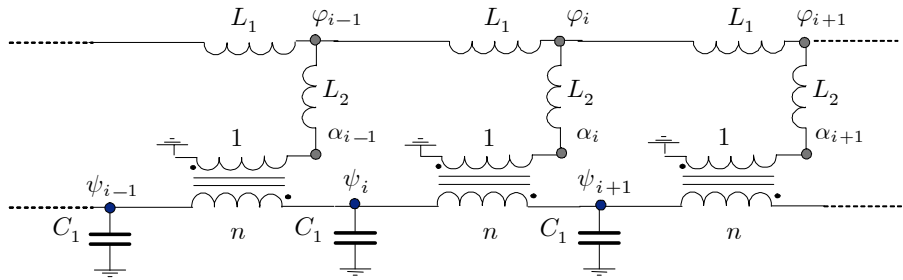 L₁ φᵢ₋₁ L₁ φᵢ L₁ φᵢ₊₁
L₂ L₂ L₂
1 αᵢ₋₁ 1 αᵢ 1 αᵢ₊₁
ψᵢ₋₁ ψᵢ ψᵢ₊₁
C₁ n C₁ n C₁ n